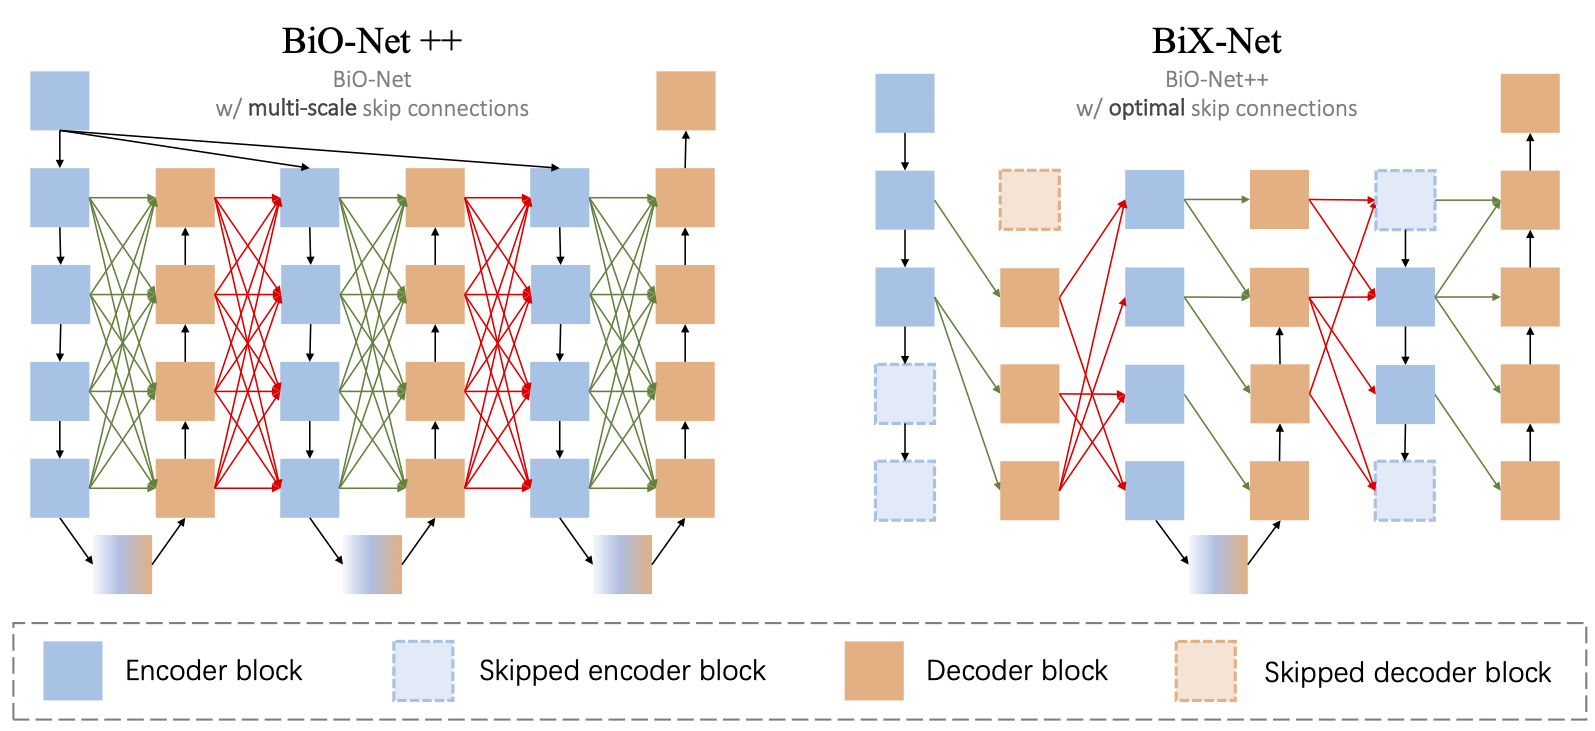 BiO-Net ++
BiO-Net
w/ multi-scale skip connections
BiX-Net
BiO-Net++
w/ optimal skip connections
Encoder block
Skipped encoder block
Decoder block
Skipped decoder block